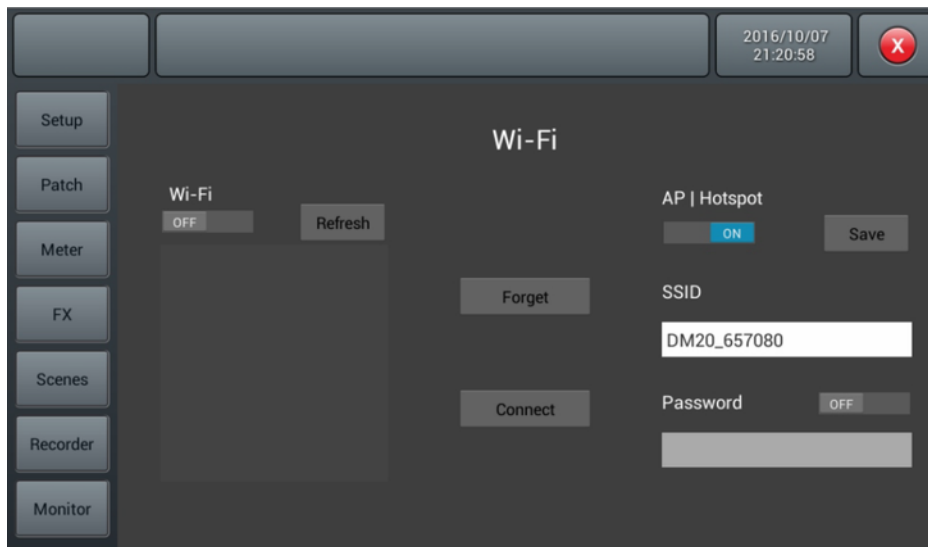 2016/10/07
21:20:58
X
Setup
Patch
Meter
FX
Scenes
Recorder
Monitor
Wi-Fi
Wi-Fi
OFF
Refresh
Forget
Connect
AP | Hotspot
ON
Save
SSID
DM20_657080
Password
OFF